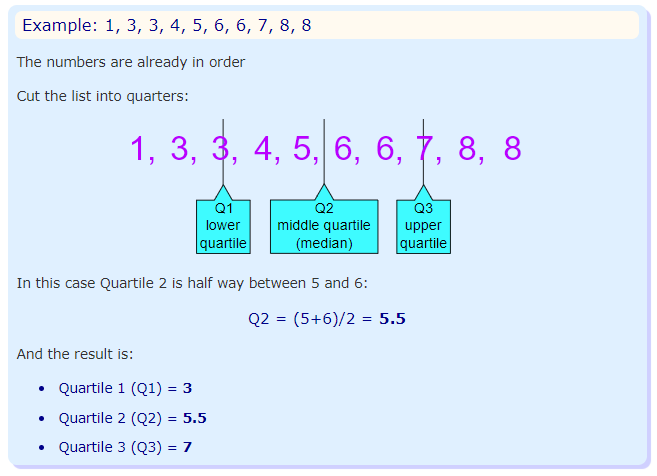 Example: 1, 3, 3, 4, 5, 6, 6, 7, 8, 8
The numbers are already in order
Cut the list into quarters:
1, 3, 3, 4, 5, 6, 6, 7, 8, 8
Q1
lower
quartile
Q2
middle quartile
(median)
Q3
upper
quartile
In this case Quartile 2 is half way between 5 and 6:
Q2 = (5+6)/2 = 5.5
And the result is:
• Quartile 1 (Q1) = 3
• Quartile 2 (Q2) = 5.5
• Quartile 3 (Q3) = 7